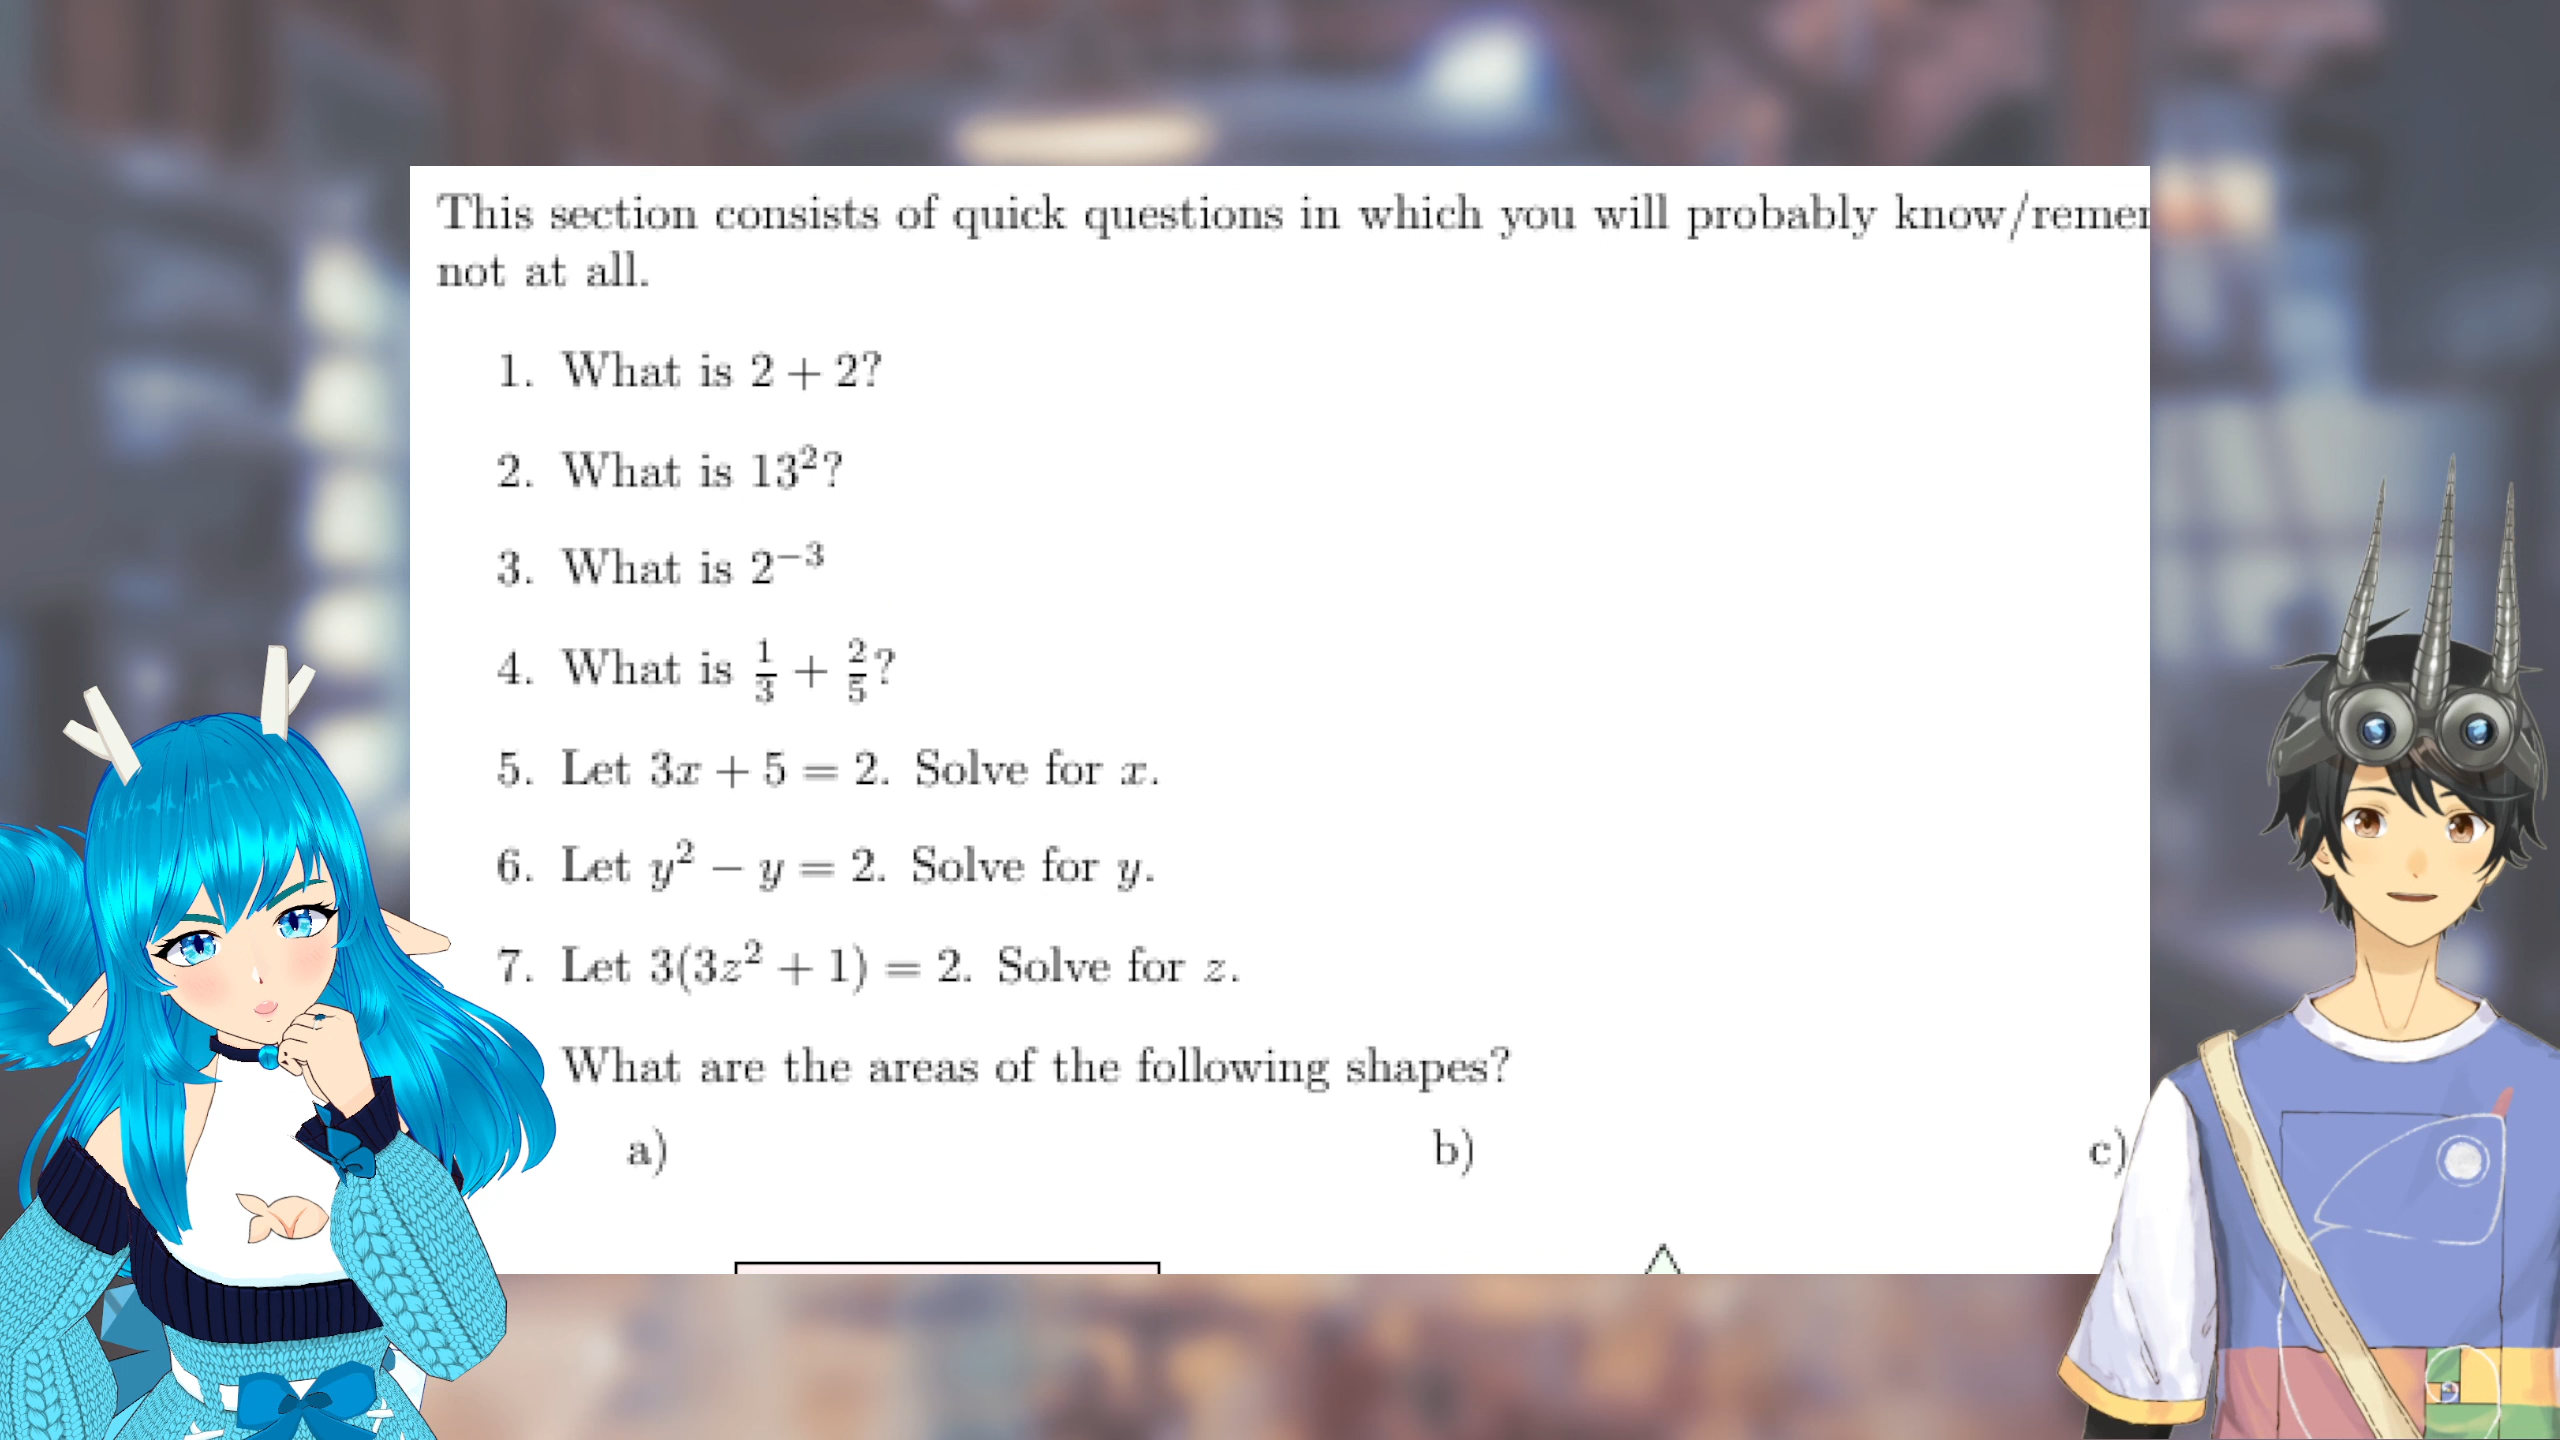 This section consists of quick questions in which you will probably know/remer
not at all.
1. What is 2 + 2?
2. What is 13²?
3. What is 2⁻³
4. What is 1/3 + 2/5?
5. Let 3x + 5 = 2. Solve for x.
6. Let y² − y = 2. Solve for y.
7. Let 3(3z² + 1) = 2. Solve for z.
What are the areas of the following shapes?
a) b) c)